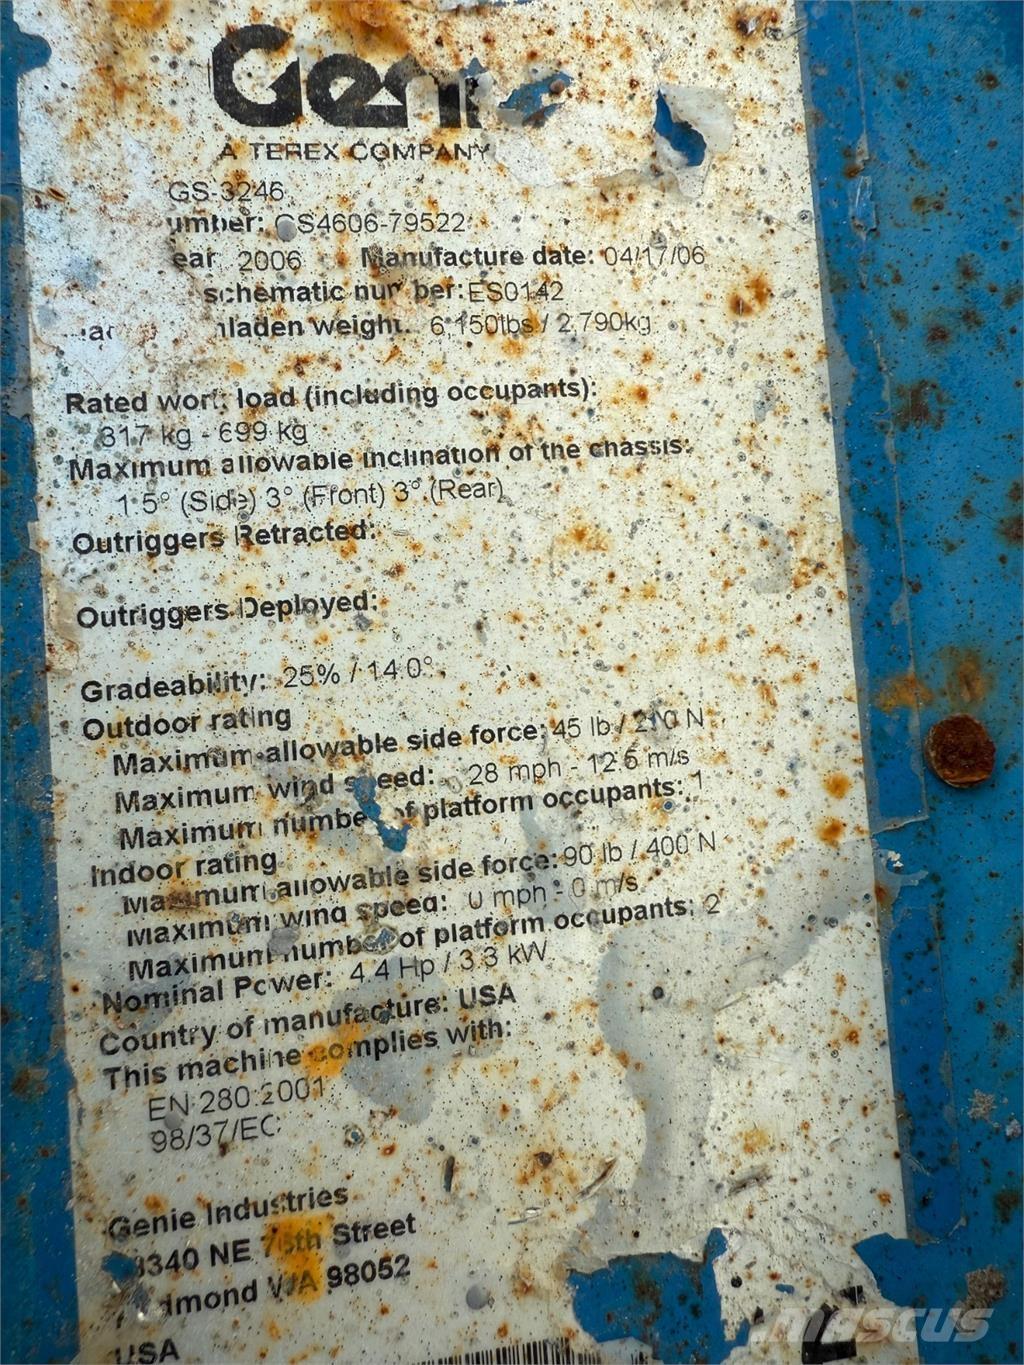 Genie
A TEREX COMPANY
GS-3246
umber: GS4606-79522
ear: 2006 Manufacture date: 04/17/06
schematic number: ES0142
unladen weight: 6,150lbs / 2,790kg
Rated work load (including occupants):
317 kg - 699 kg
Maximum allowable inclination of the chassis:
1.5° (Side) 3° (Front) 3° (Rear)
Outriggers Retracted:
Outriggers Deployed:
Gradeability: 25% / 14.0°
Outdoor rating
Maximum allowable side force: 45 lb / 200 N
Maximum wind speed: 28 mph - 12.5 m/s
Maximum number of platform occupants: 1
Indoor rating
Maximum allowable side force: 90 lb / 400 N
Maximum wind speed: 0 mph - 0 m/s
Maximum number of platform occupants: 2
Nominal Power: 4.4 Hp / 3.3 kW
Country of manufacture: USA
This machine complies with:
EN 280:2001
98/37/EC
Genie Industries
18340 NE 76th Street
Redmond WA 98052
USA
mascus